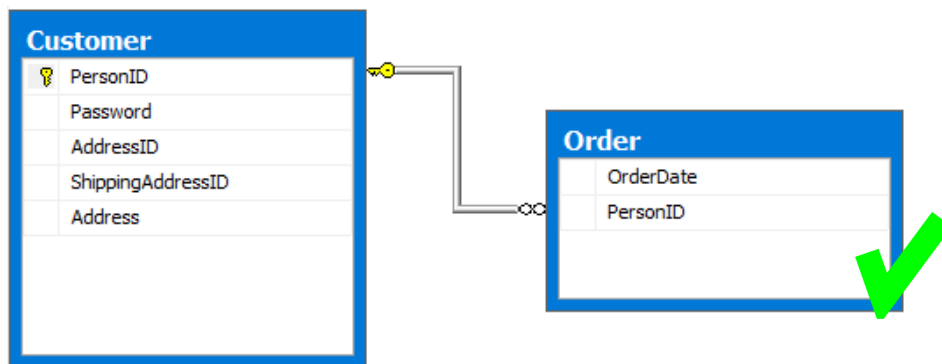 Customer
PersonID
Password
AddressID
ShippingAddressID
Address
Order
OrderDate
PersonID